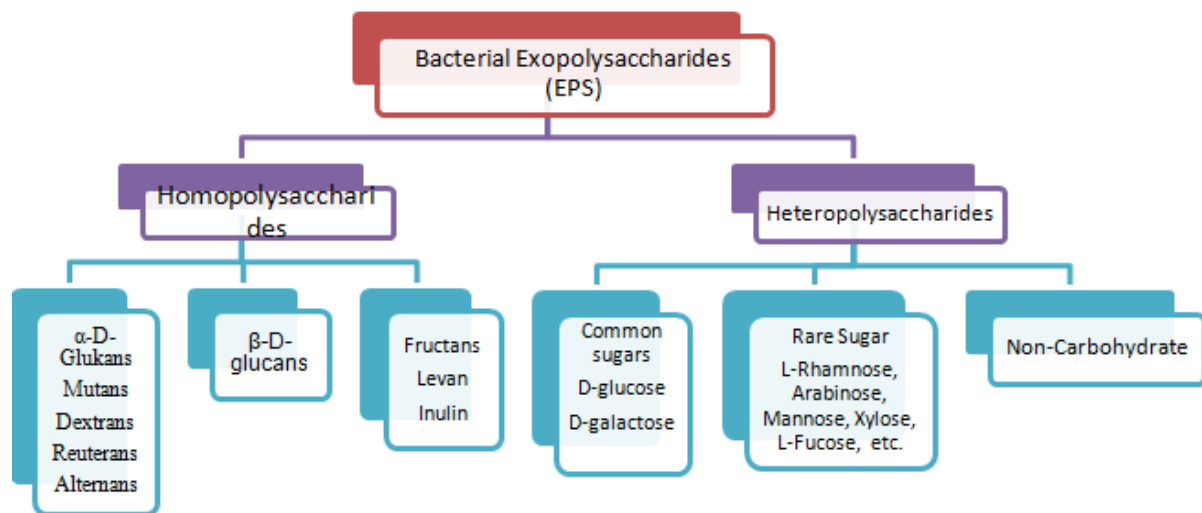 Bacterial Exopolysaccharides
(EPS)
Homopolysacchari
des
Heteropolysaccharides
α-D-
Glukans
Mutans
Dextrans
Reuterans
Alternans
β-D-
glucans
Fructans
Levan
Inulin
Common
sugars
D-glucose
D-galactose
Rare Sugar
L-Rhamnose,
Arabinose,
Mannose, Xylose,
L-Fucose, etc.
Non-Carbohydrate